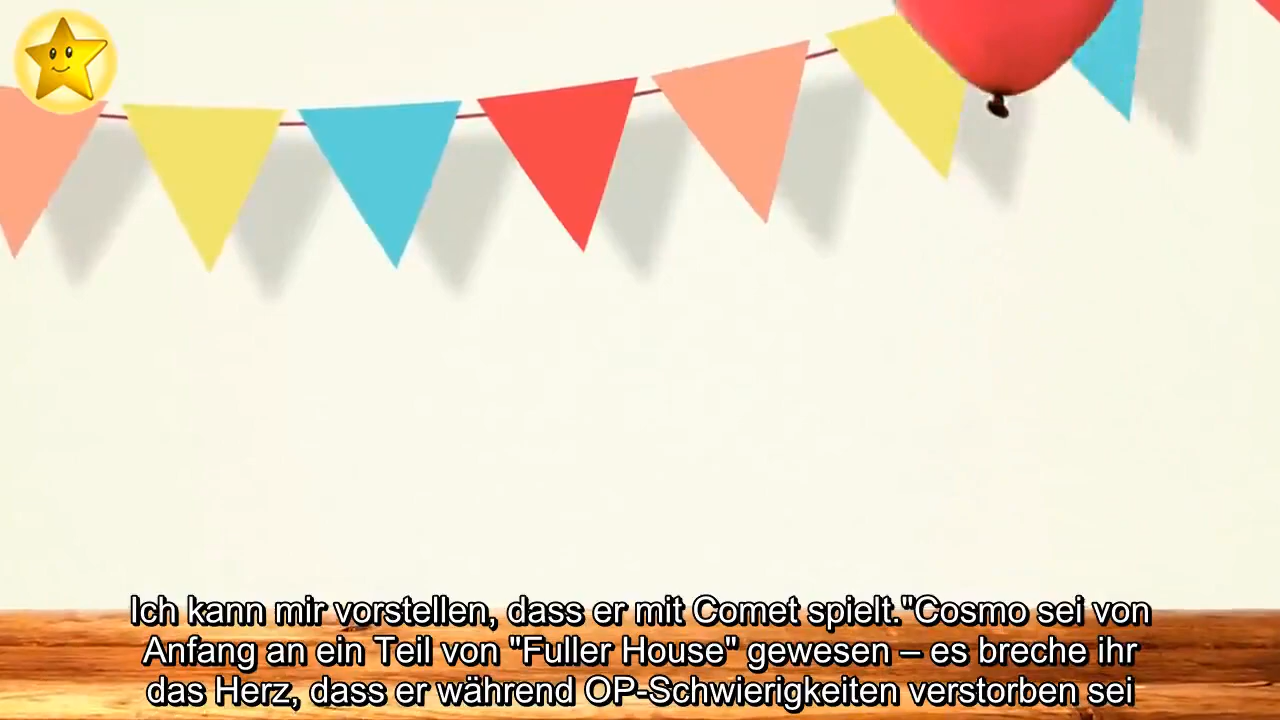 Ich kann mir vorstellen, dass er mit Comet spielt."Cosmo sei von
Anfang an ein Teil von "Fuller House" gewesen – es breche ihr
das Herz, dass er während OP-Schwierigkeiten verstorben sei